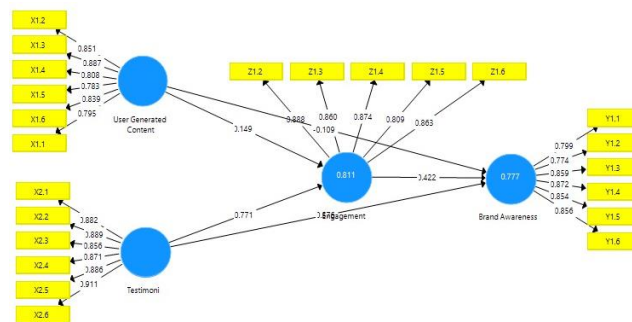 X1.2
X1.3
X1.4
X1.5
X1.6
X1.1
0.851
0.887
0.808
0.783
0.839
0.795
User Generated
Content
Z1.2
Z1.3
Z1.4
Z1.5
Z1.6
0.888
0.860
0.874
0.809
0.863
-0.109
0.149
0.811
Engagement
0.422
0.777
Brand Awareness
0.799
0.774
0.859
0.872
0.854
0.856
Y1.1
Y1.2
Y1.3
Y1.4
Y1.5
Y1.6
0.771
X2.1
X2.2
X2.3
X2.4
X2.5
X2.6
0.882
0.889
0.856
0.871
0.886
0.911
Testimoni